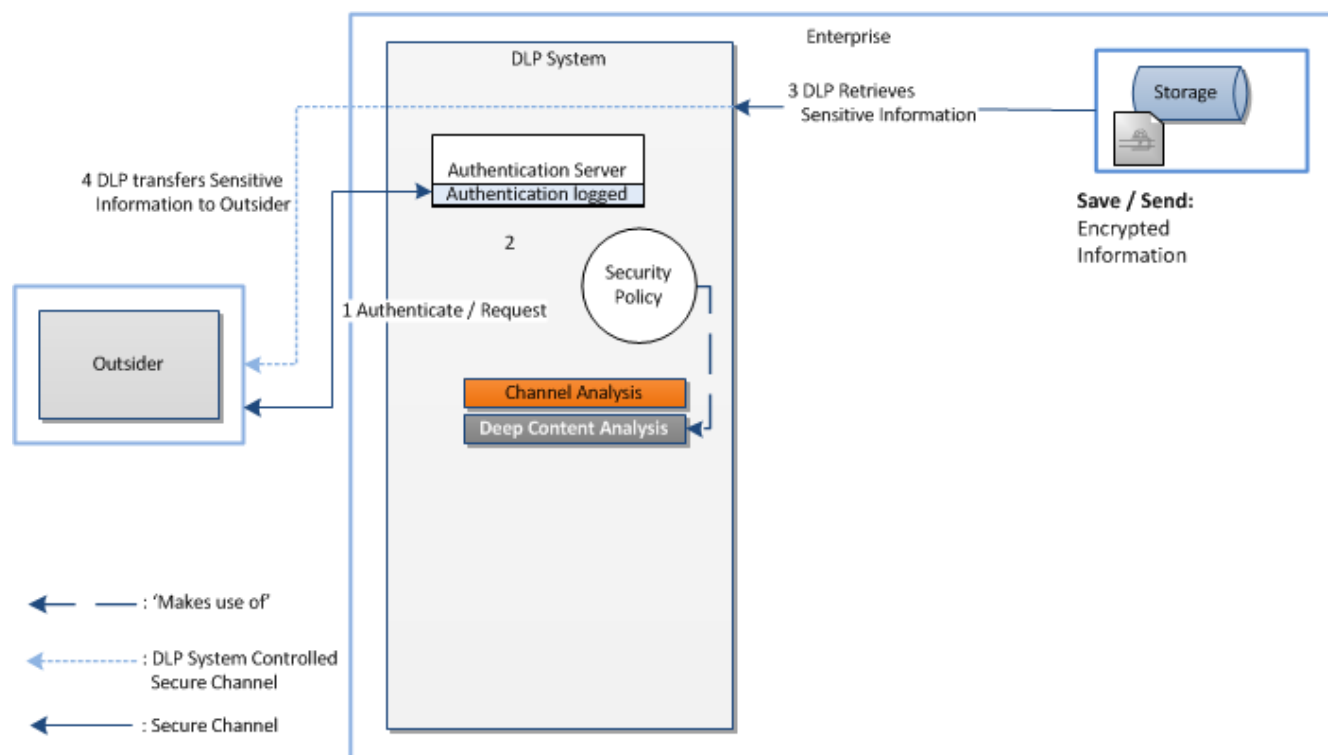 Enterprise
DLP System
3 DLP Retrieves
Sensitive Information
Storage
Authentication Server
Authentication logged
4 DLP transfers Sensitive
Information to Outsider
Save / Send:
Encrypted
Information
2
Security
Policy
1 Authenticate / Request
Outsider
Channel Analysis
Deep Content Analysis
: ‘Makes use of’
: DLP System Controlled
Secure Channel
: Secure Channel